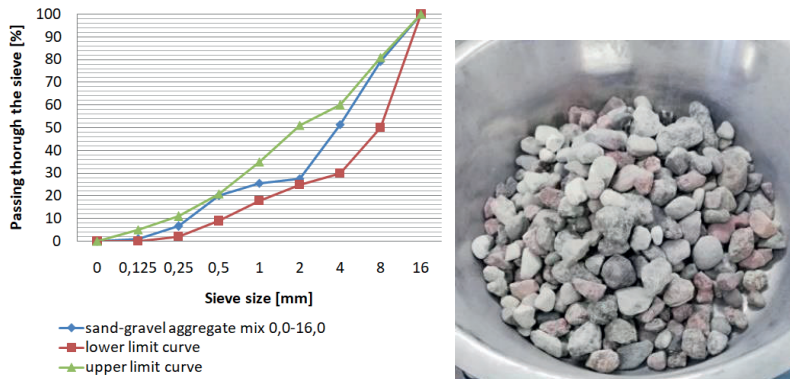 Passing thorugh the sieve [%]
100
90
80
70
60
50
40
30
20
10
0
0 0,125 0,25 0,5 1 2 4 8 16
Sieve size [mm]
sand-gravel aggregate mix 0,0-16,0
lower limit curve
upper limit curve